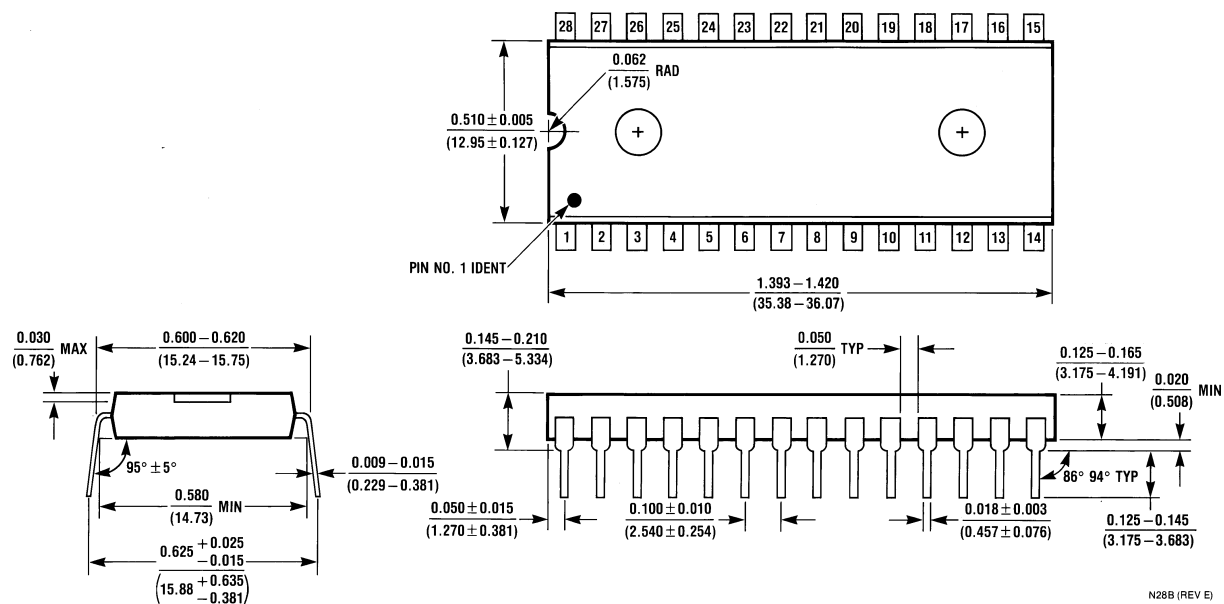 28 27 26 25 24 23 22 21 20 19 18 17 16 15
0.062
(1.575)
RAD
0.510 ± 0.005
(12.95 ± 0.127)
PIN NO. 1 IDENT
1 2 3 4 5 6 7 8 9 10 11 12 13 14
1.393 – 1.420
(35.38 – 36.07)
0.030
(0.762)
MAX
0.600 – 0.620
(15.24 – 15.75)
95° ± 5°
0.009 – 0.015
(0.229 – 0.381)
0.580
(14.73)
MIN
0.625 +0.025 −0.015
(15.88 +0.635 −0.381)
0.145 – 0.210
(3.683 – 5.334)
0.050
(1.270)
TYP
0.125 – 0.165
(3.175 – 4.191)
0.020
(0.508)
MIN
86° 94° TYP
0.050 ± 0.015
(1.270 ± 0.381)
0.100 ± 0.010
(2.540 ± 0.254)
0.018 ± 0.003
(0.457 ± 0.076)
0.125 – 0.145
(3.175 – 3.683)
N28B (REV E)